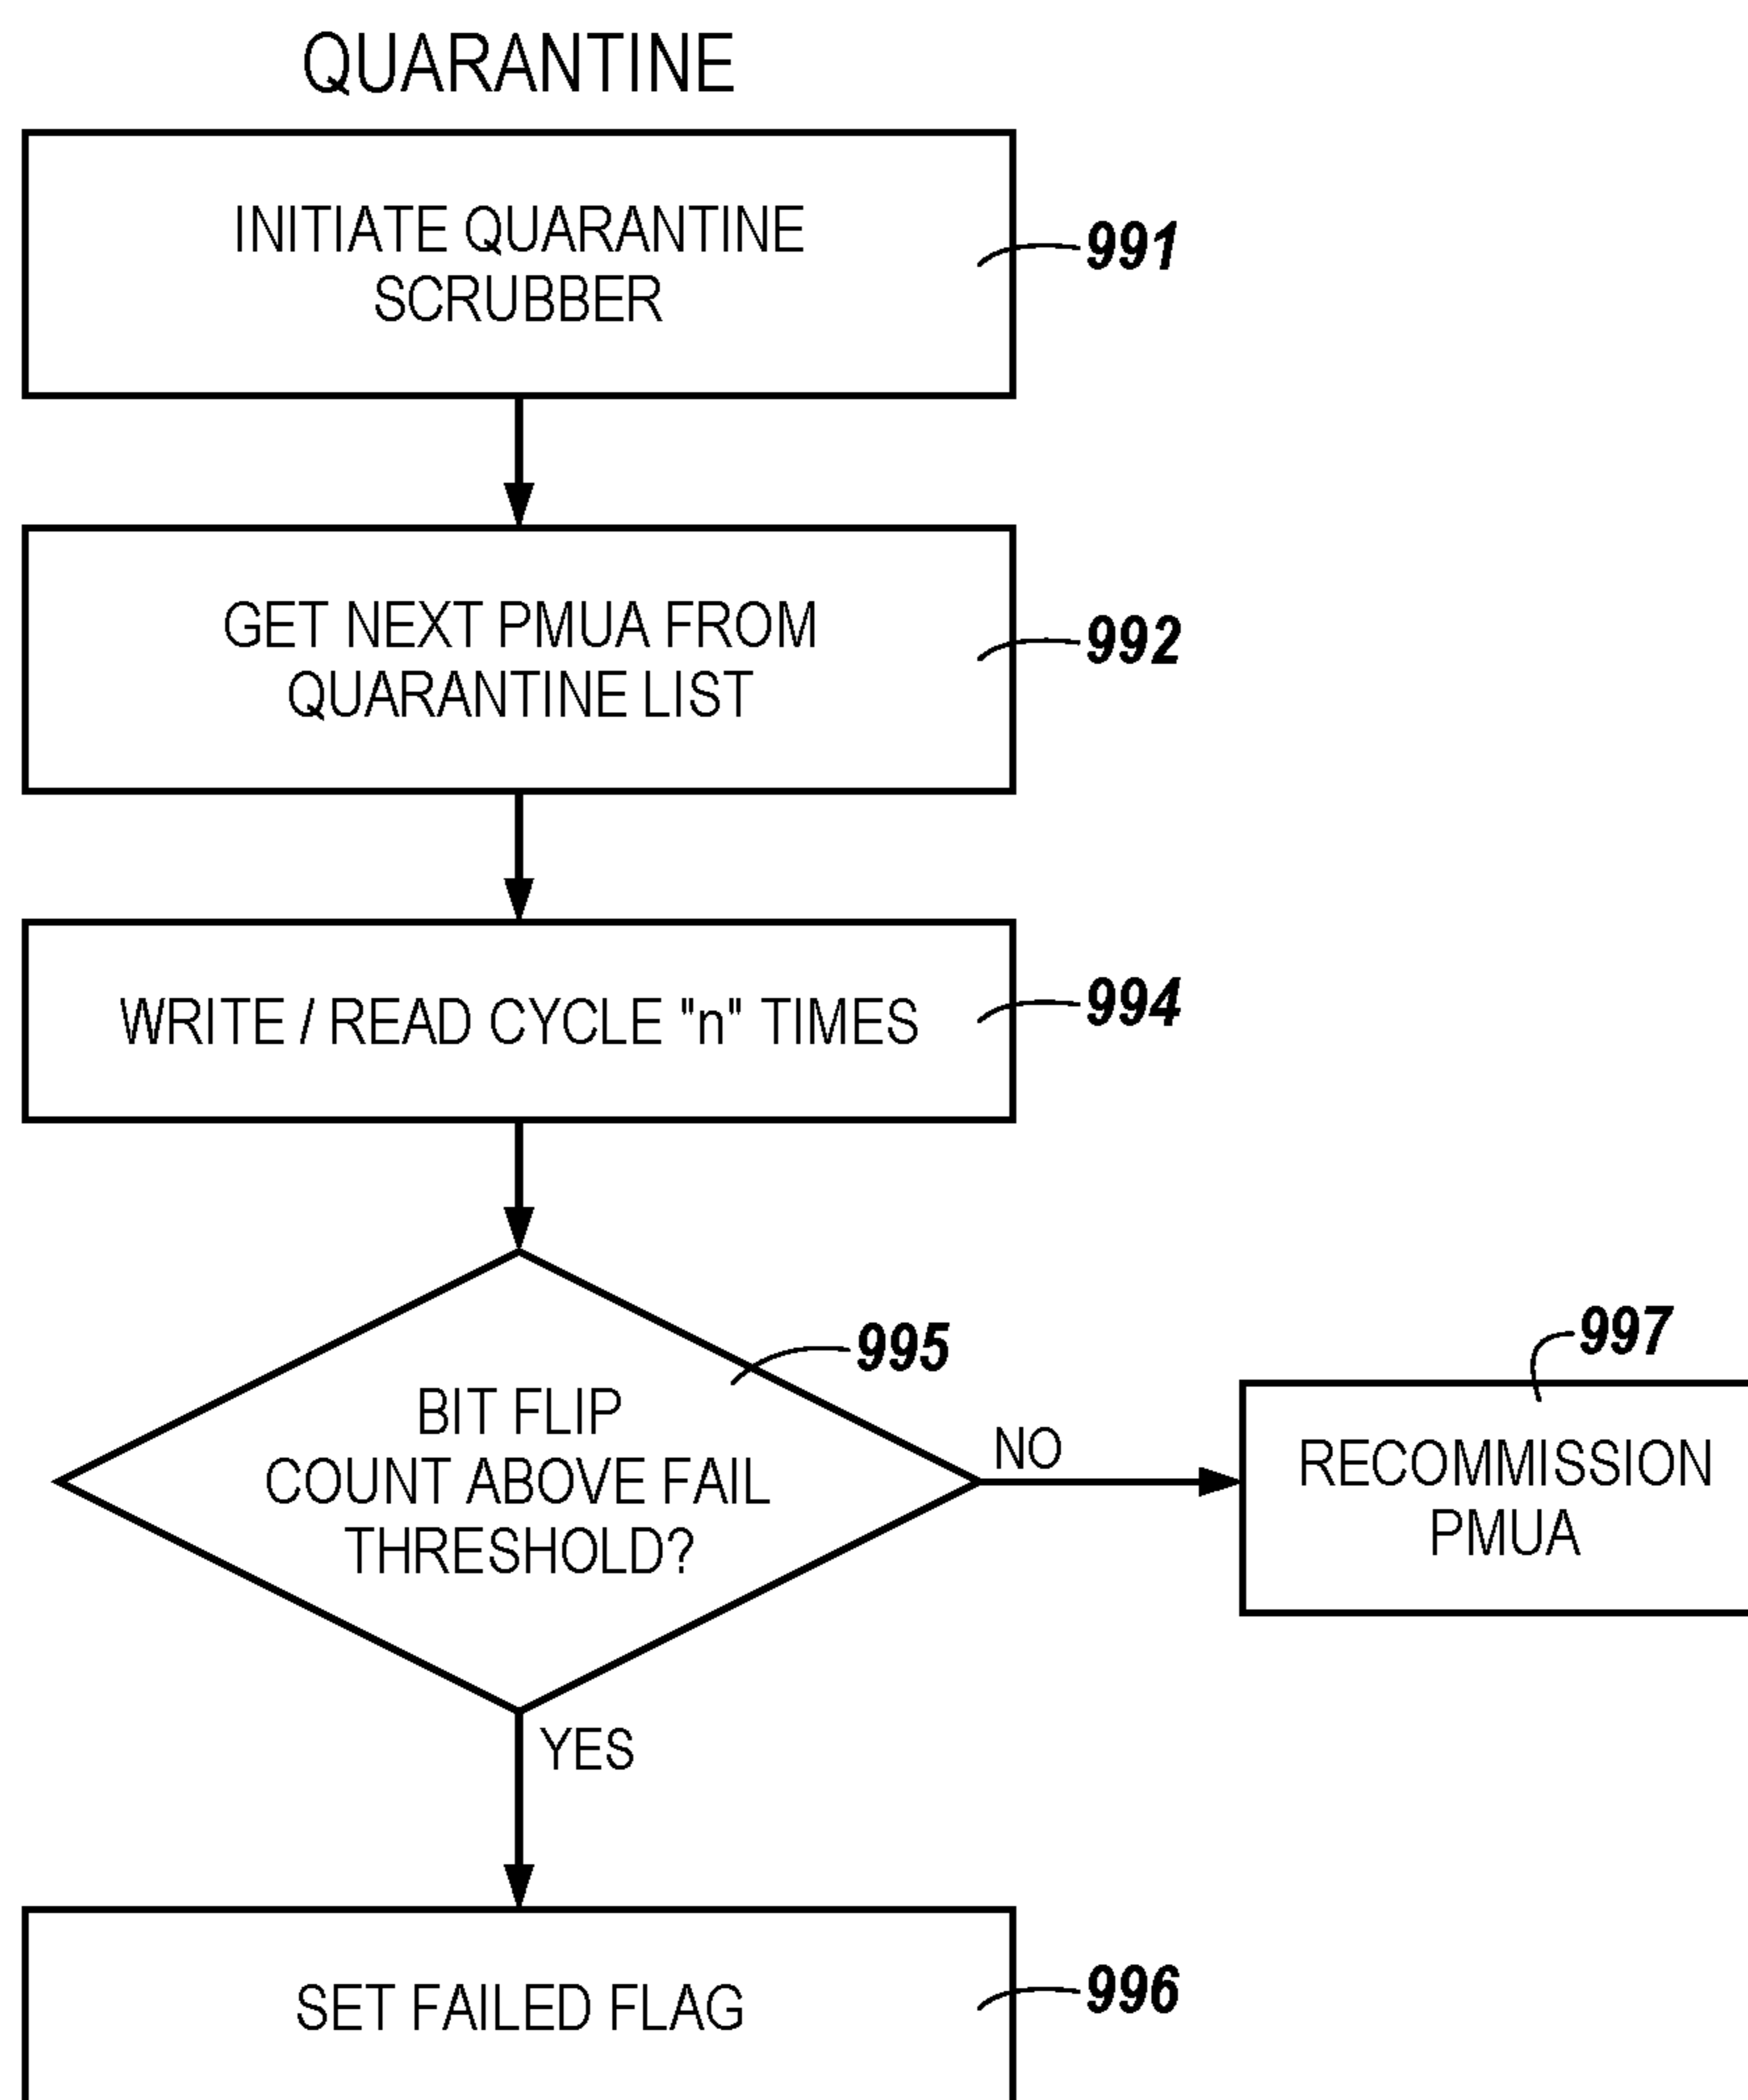 QUARANTINE
INITIATE QUARANTINE
SCRUBBER
991
GET NEXT PMUA FROM
QUARANTINE LIST
992
WRITE / READ CYCLE "n" TIMES
994
995
BIT FLIP
COUNT ABOVE FAIL
THRESHOLD?
NO
997
RECOMMISSION
PMUA
YES
SET FAILED FLAG
996